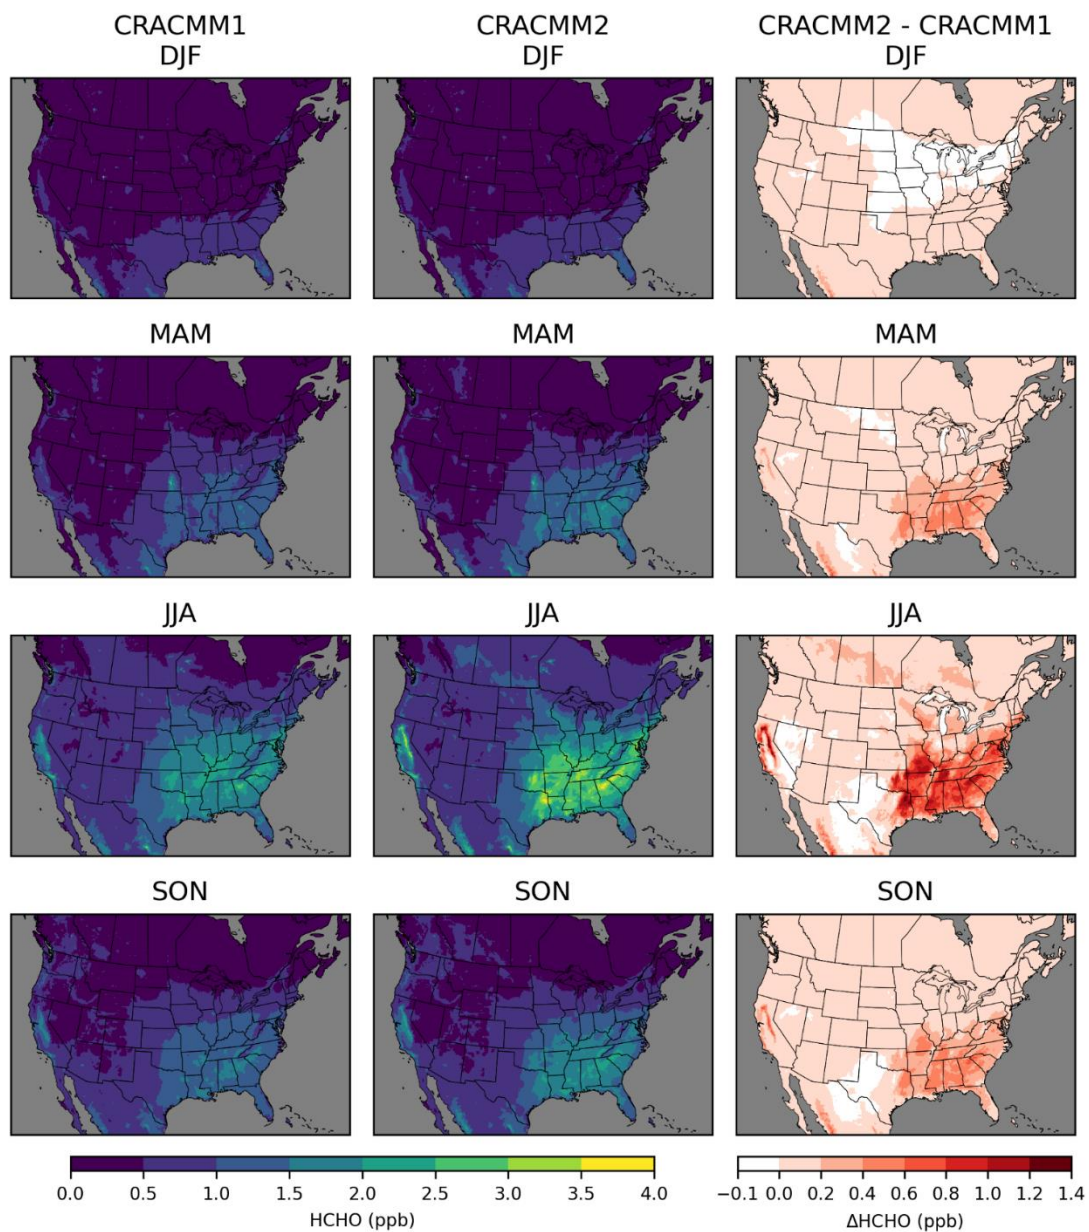 CRACMM1 CRACMM2 CRACMM2 - CRACMM1
DJF DJF DJF
MAM MAM MAM
JJA JJA JJA
SON SON SON
0.0 0.5 1.0 1.5 2.0 2.5 3.0 3.5 4.0 −0.1 0.0 0.2 0.4 0.6 0.8 1.0 1.2 1.4
HCHO (ppb) ΔHCHO (ppb)